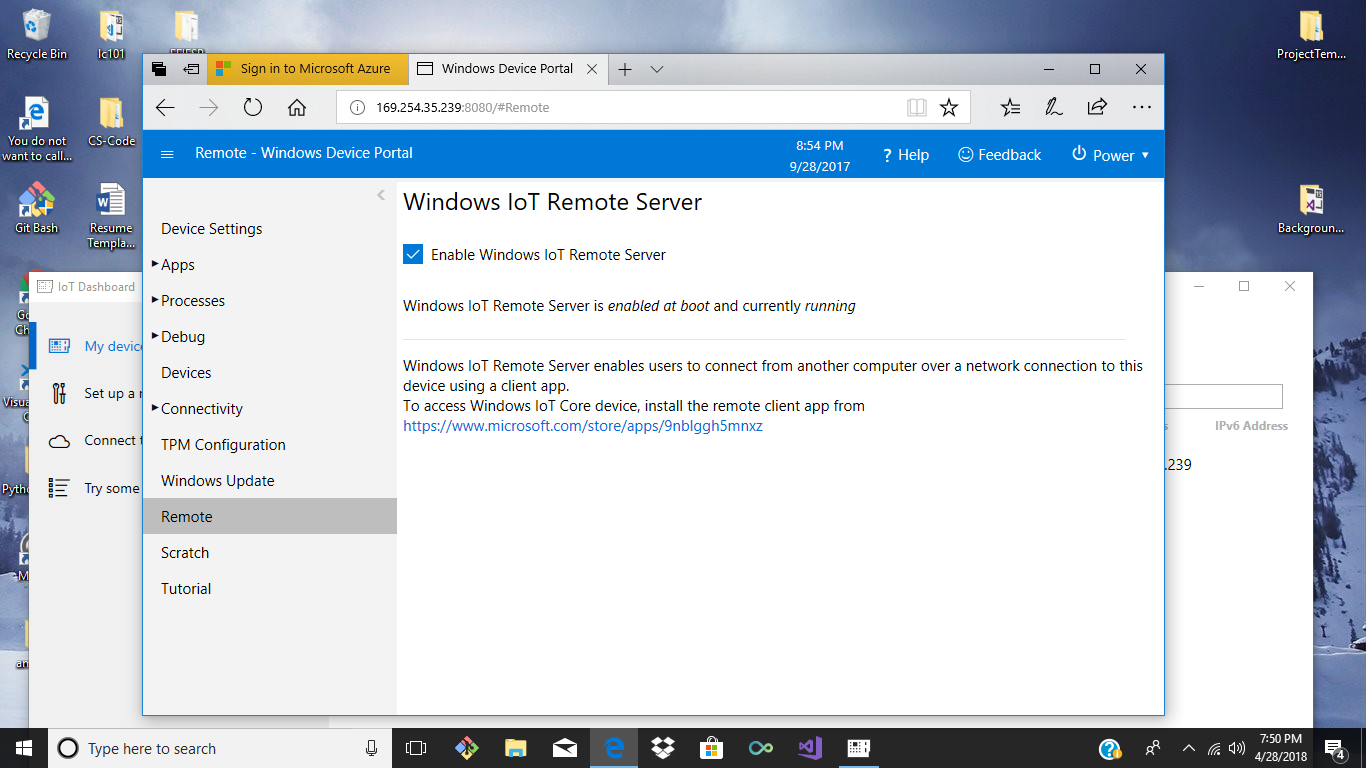 Recycle Bin
lc101
ProjectTem...
You do not
want to call...
CS-Code
Git Bash
Resume
Templa...
Backgroun...
Sign in to Microsoft Azure
Windows Device Portal
169.254.35.239:8080/#Remote
Remote - Windows Device Portal
8:54 PM
9/28/2017
? Help
Feedback
Power
Windows IoT Remote Server
Device Settings
Apps
Processes
Debug
Devices
Connectivity
TPM Configuration
Windows Update
Remote
Scratch
Tutorial
Enable Windows IoT Remote Server
Windows IoT Remote Server is enabled at boot and currently running
Windows IoT Remote Server enables users to connect from another computer over a network connection to this
device using a client app.
To access Windows IoT Core device, install the remote client app from
https://www.microsoft.com/store/apps/9nblggh5mnxz
IoT Dashboard
My device
Set up a
Connect
Try some
IPv6 Address
.239
Type here to search
7:50 PM
4/28/2018
4